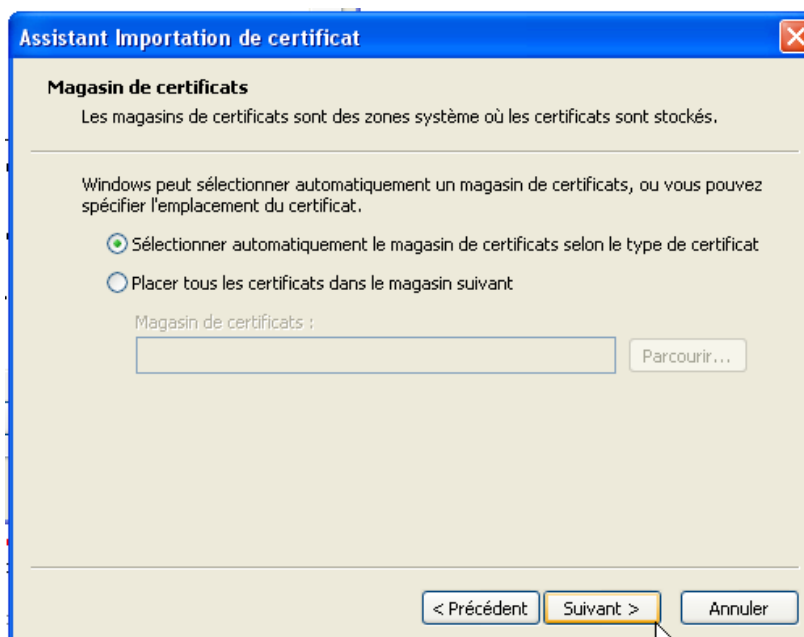 Assistant Importation de certificat
Magasin de certificats
Les magasins de certificats sont des zones système où les certificats sont stockés.
Windows peut sélectionner automatiquement un magasin de certificats, ou vous pouvez
spécifier l'emplacement du certificat.
Sélectionner automatiquement le magasin de certificats selon le type de certificat
Placer tous les certificats dans le magasin suivant
Magasin de certificats :
Parcourir...
< Précédent Suivant > Annuler